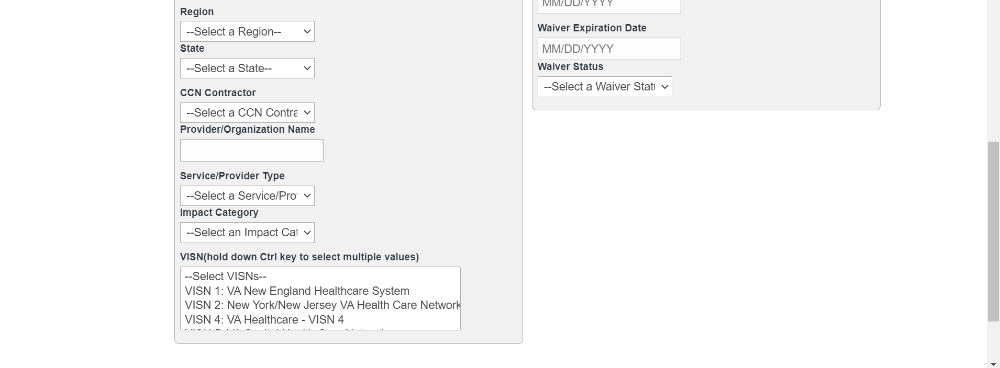 Region
--Select a Region--
State
--Select a State--
CCN Contractor
--Select a CCN Contra
Provider/Organization Name
Service/Provider Type
--Select a Service/Pro
Impact Category
--Select an Impact Cat
VISN(hold down Ctrl key to select multiple values)
--Select VISNs--
VISN 1: VA New England Healthcare System
VISN 2: New York/New Jersey VA Health Care Network
VISN 4: VA Healthcare - VISN 4
MM/DD/YYYY
Waiver Expiration Date
MM/DD/YYYY
Waiver Status
--Select a Waiver Stat